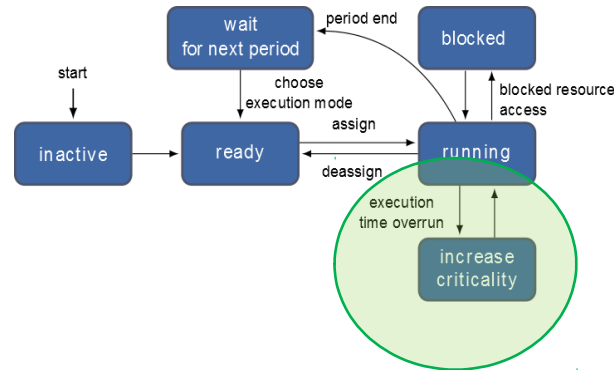 wait
for next period
period end
blocked
start
choose
execution mode
blocked resource
access
assign
inactive
ready
running
deassign
execution
time overrun
increase
criticality